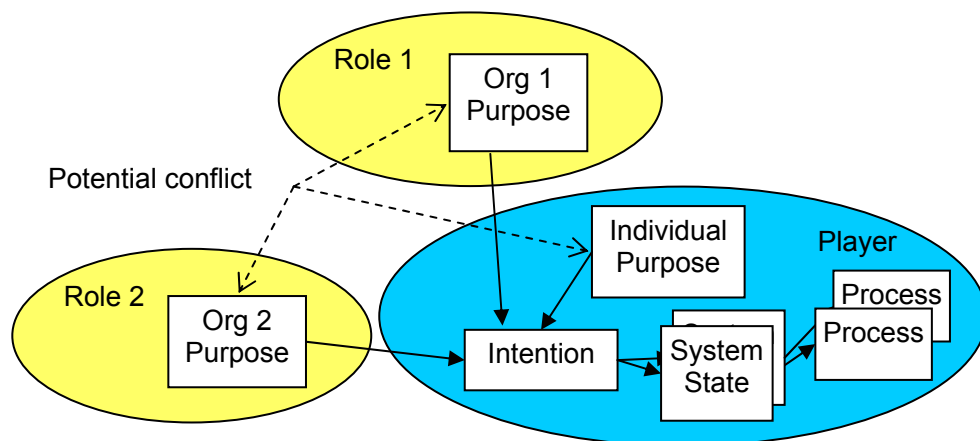 Role 1
Org 1
Purpose
Potential conflict
Individual
Purpose
Player
Role 2
Org 2
Purpose
Intention
System
State
Process
Process